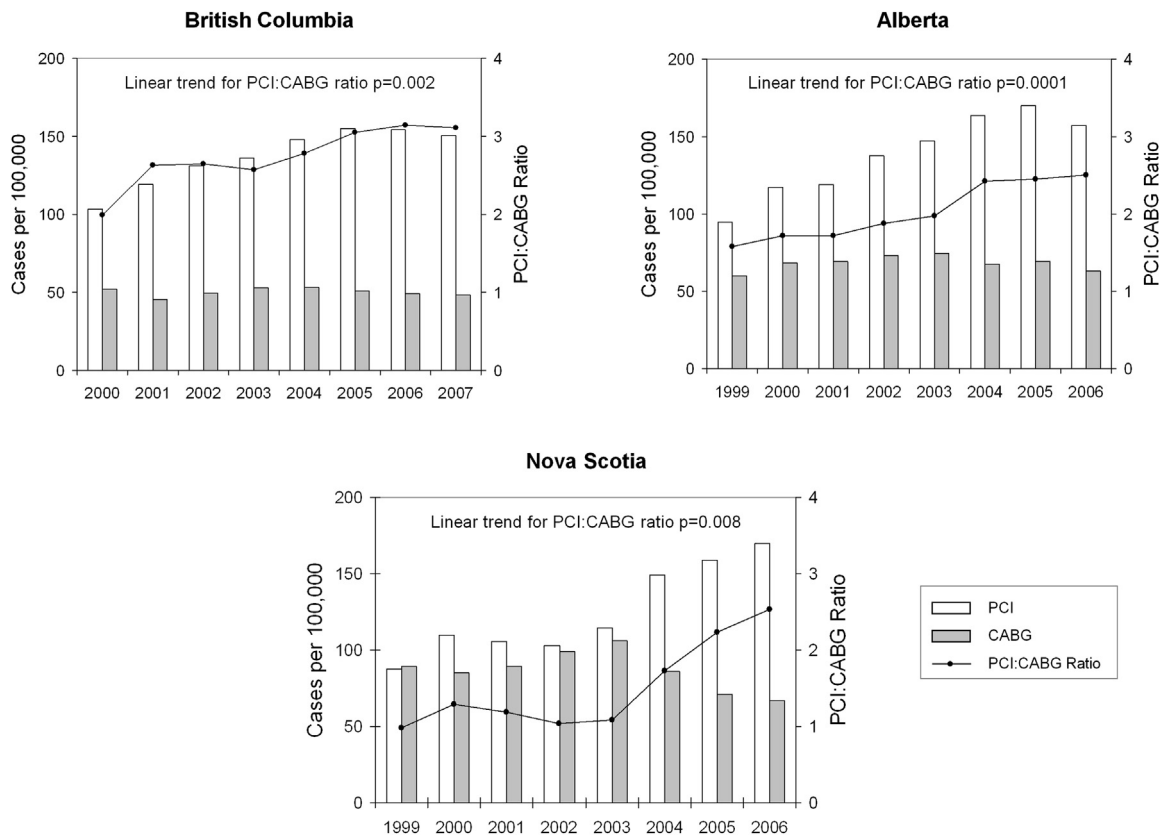 British Columbia
Linear trend for PCI:CABG ratio p=0.002
Cases per 100,000
200
150
100
50
0
4
3
2
1
0
PCI:CABG Ratio
2000 2001 2002 2003 2004 2005 2006 2007
Alberta
Linear trend for PCI:CABG ratio p=0.0001
Cases per 100,000
200
150
100
50
0
4
3
2
1
0
PCI:CABG Ratio
1999 2000 2001 2002 2003 2004 2005 2006
Nova Scotia
Linear trend for PCI:CABG ratio p=0.008
Cases per 100,000
200
150
100
50
0
4
3
2
1
0
PCI:CABG Ratio
1999 2000 2001 2002 2003 2004 2005 2006
PCI
CABG
PCI:CABG Ratio